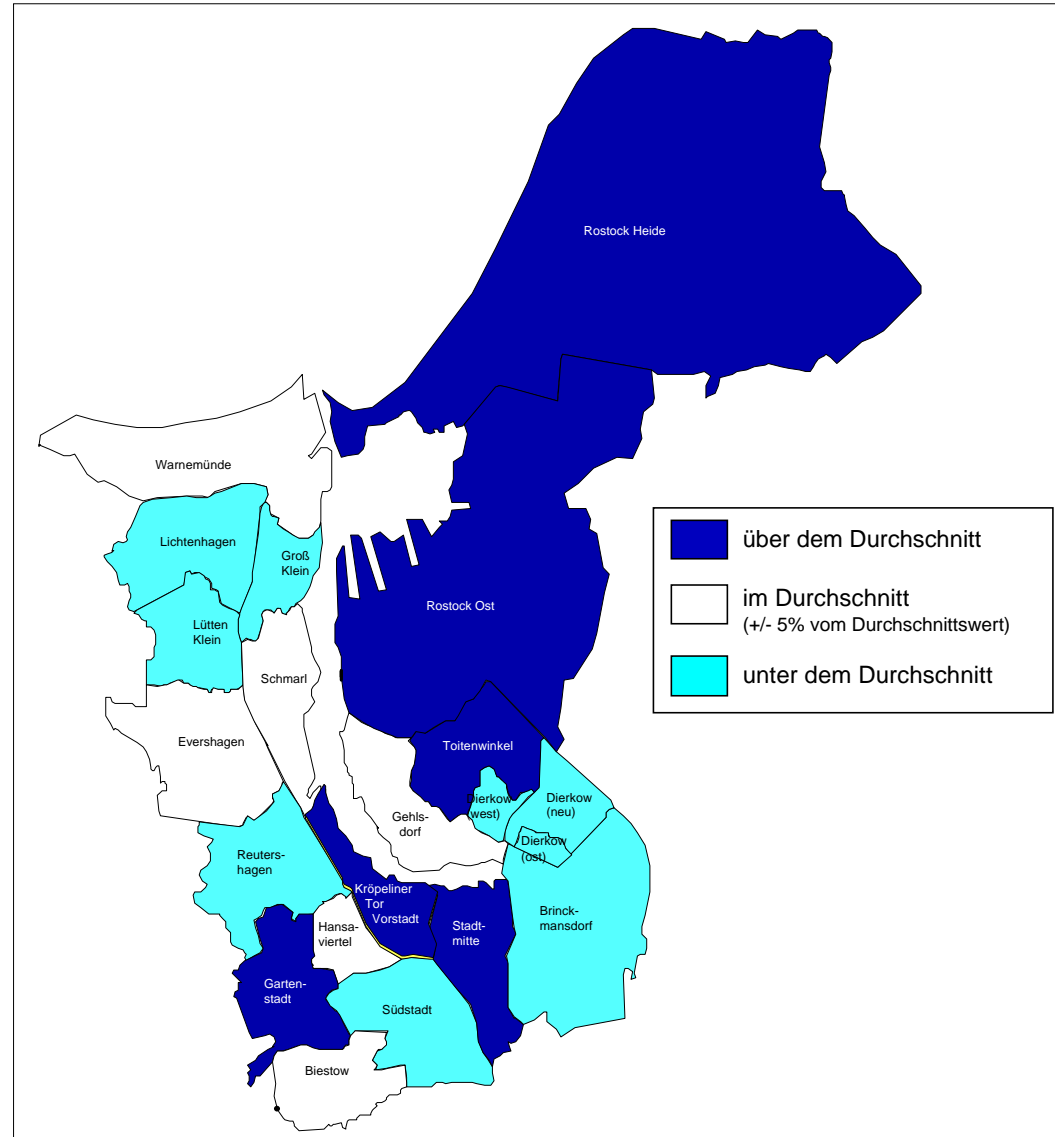 Rostock Heide
Warnemünde
Lichtenhagen
Groß
Klein
Lütten
Klein
Rostock Ost
Schmarl
Evershagen
Toitenwinkel
Dierkow
(west)
Dierkow
(neu)
Gehls-
dorf
Dierkow
(ost)
Reuters-
hagen
Kröpeliner
Tor
Vorstadt
Hansa-
viertel
Stadt-
mitte
Brinck-
mansdorf
Garten-
stadt
Südstadt
Biestow
über dem Durchschnitt
im Durchschnitt
(+/- 5% vom Durchschnittswert)
unter dem Durchschnitt